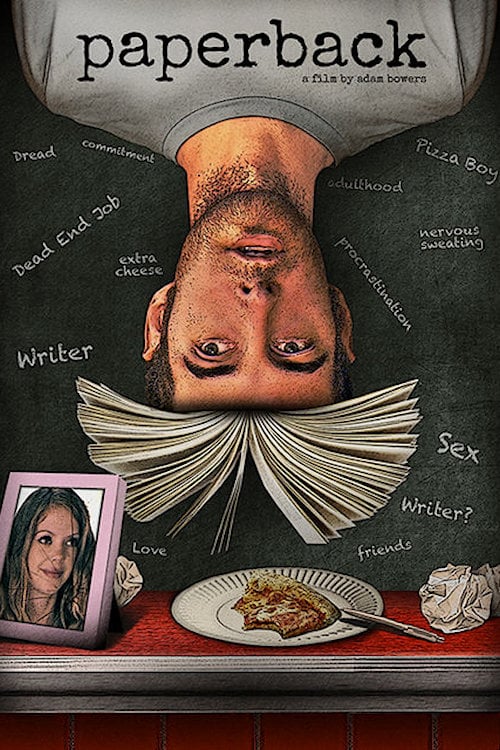 paperback
a film by adam bowers
Dread
commitment
Pizza Boy
adulthood
Dead End Job
nervous
sweating
extra
cheese
procrastination
Writer
Sex
Writer?
Love
friends